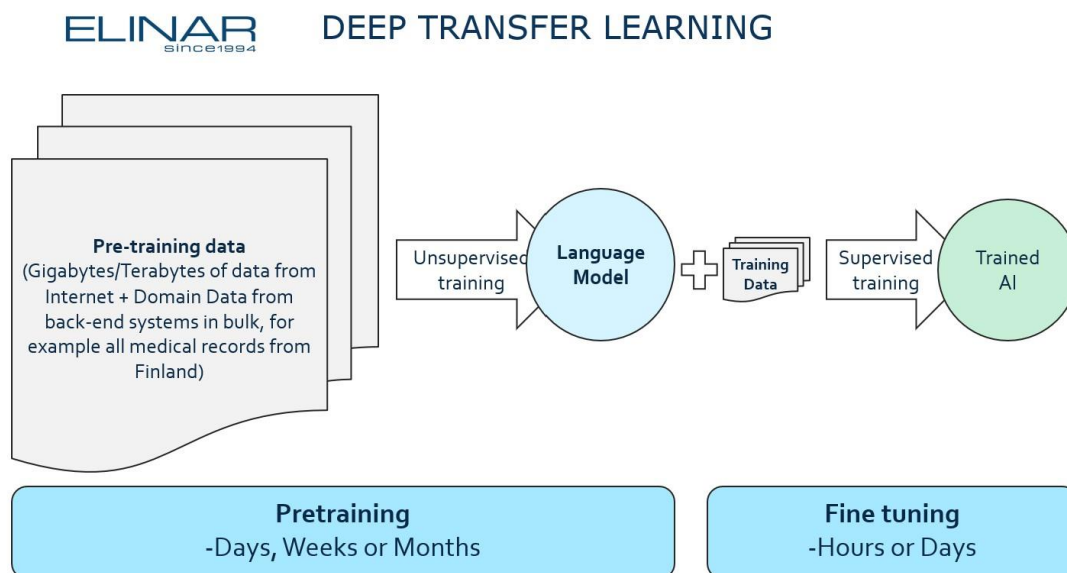 ELINAR
since1994
DEEP TRANSFER LEARNING
Pre-training data
(Gigabytes/Terabytes of data from
Internet + Domain Data from
back-end systems in bulk, for
example all medical records from
Finland)
Unsupervised
training
Language
Model
Training
Data
Supervised
training
Trained
AI
Pretraining
-Days, Weeks or Months
Fine tuning
-Hours or Days